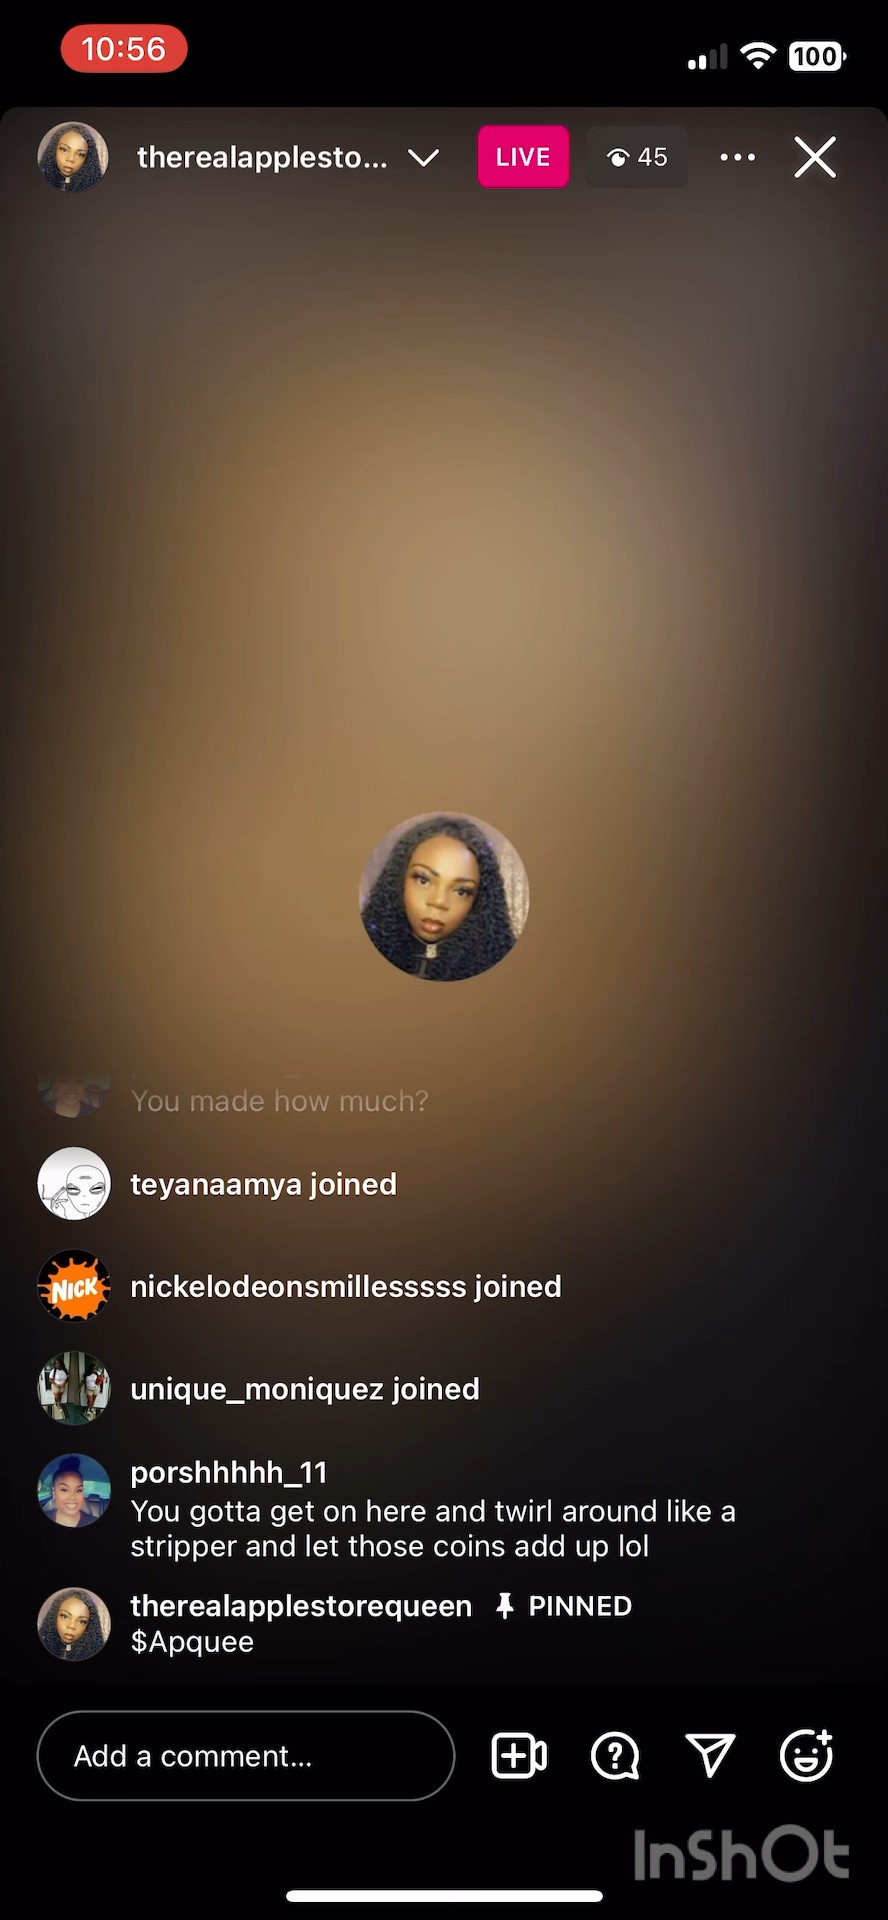 10:56
100
therealapplesto...
LIVE
45
You made how much?
teyanaamya joined
NICK
nickelodeonsmillesssss joined
unique_moniquez joined
porshhhhh_11
You gotta get on here and twirl around like a
stripper and let those coins add up lol
therealapplestorequeen PINNED
$Apquee
Add a comment...
InShOt